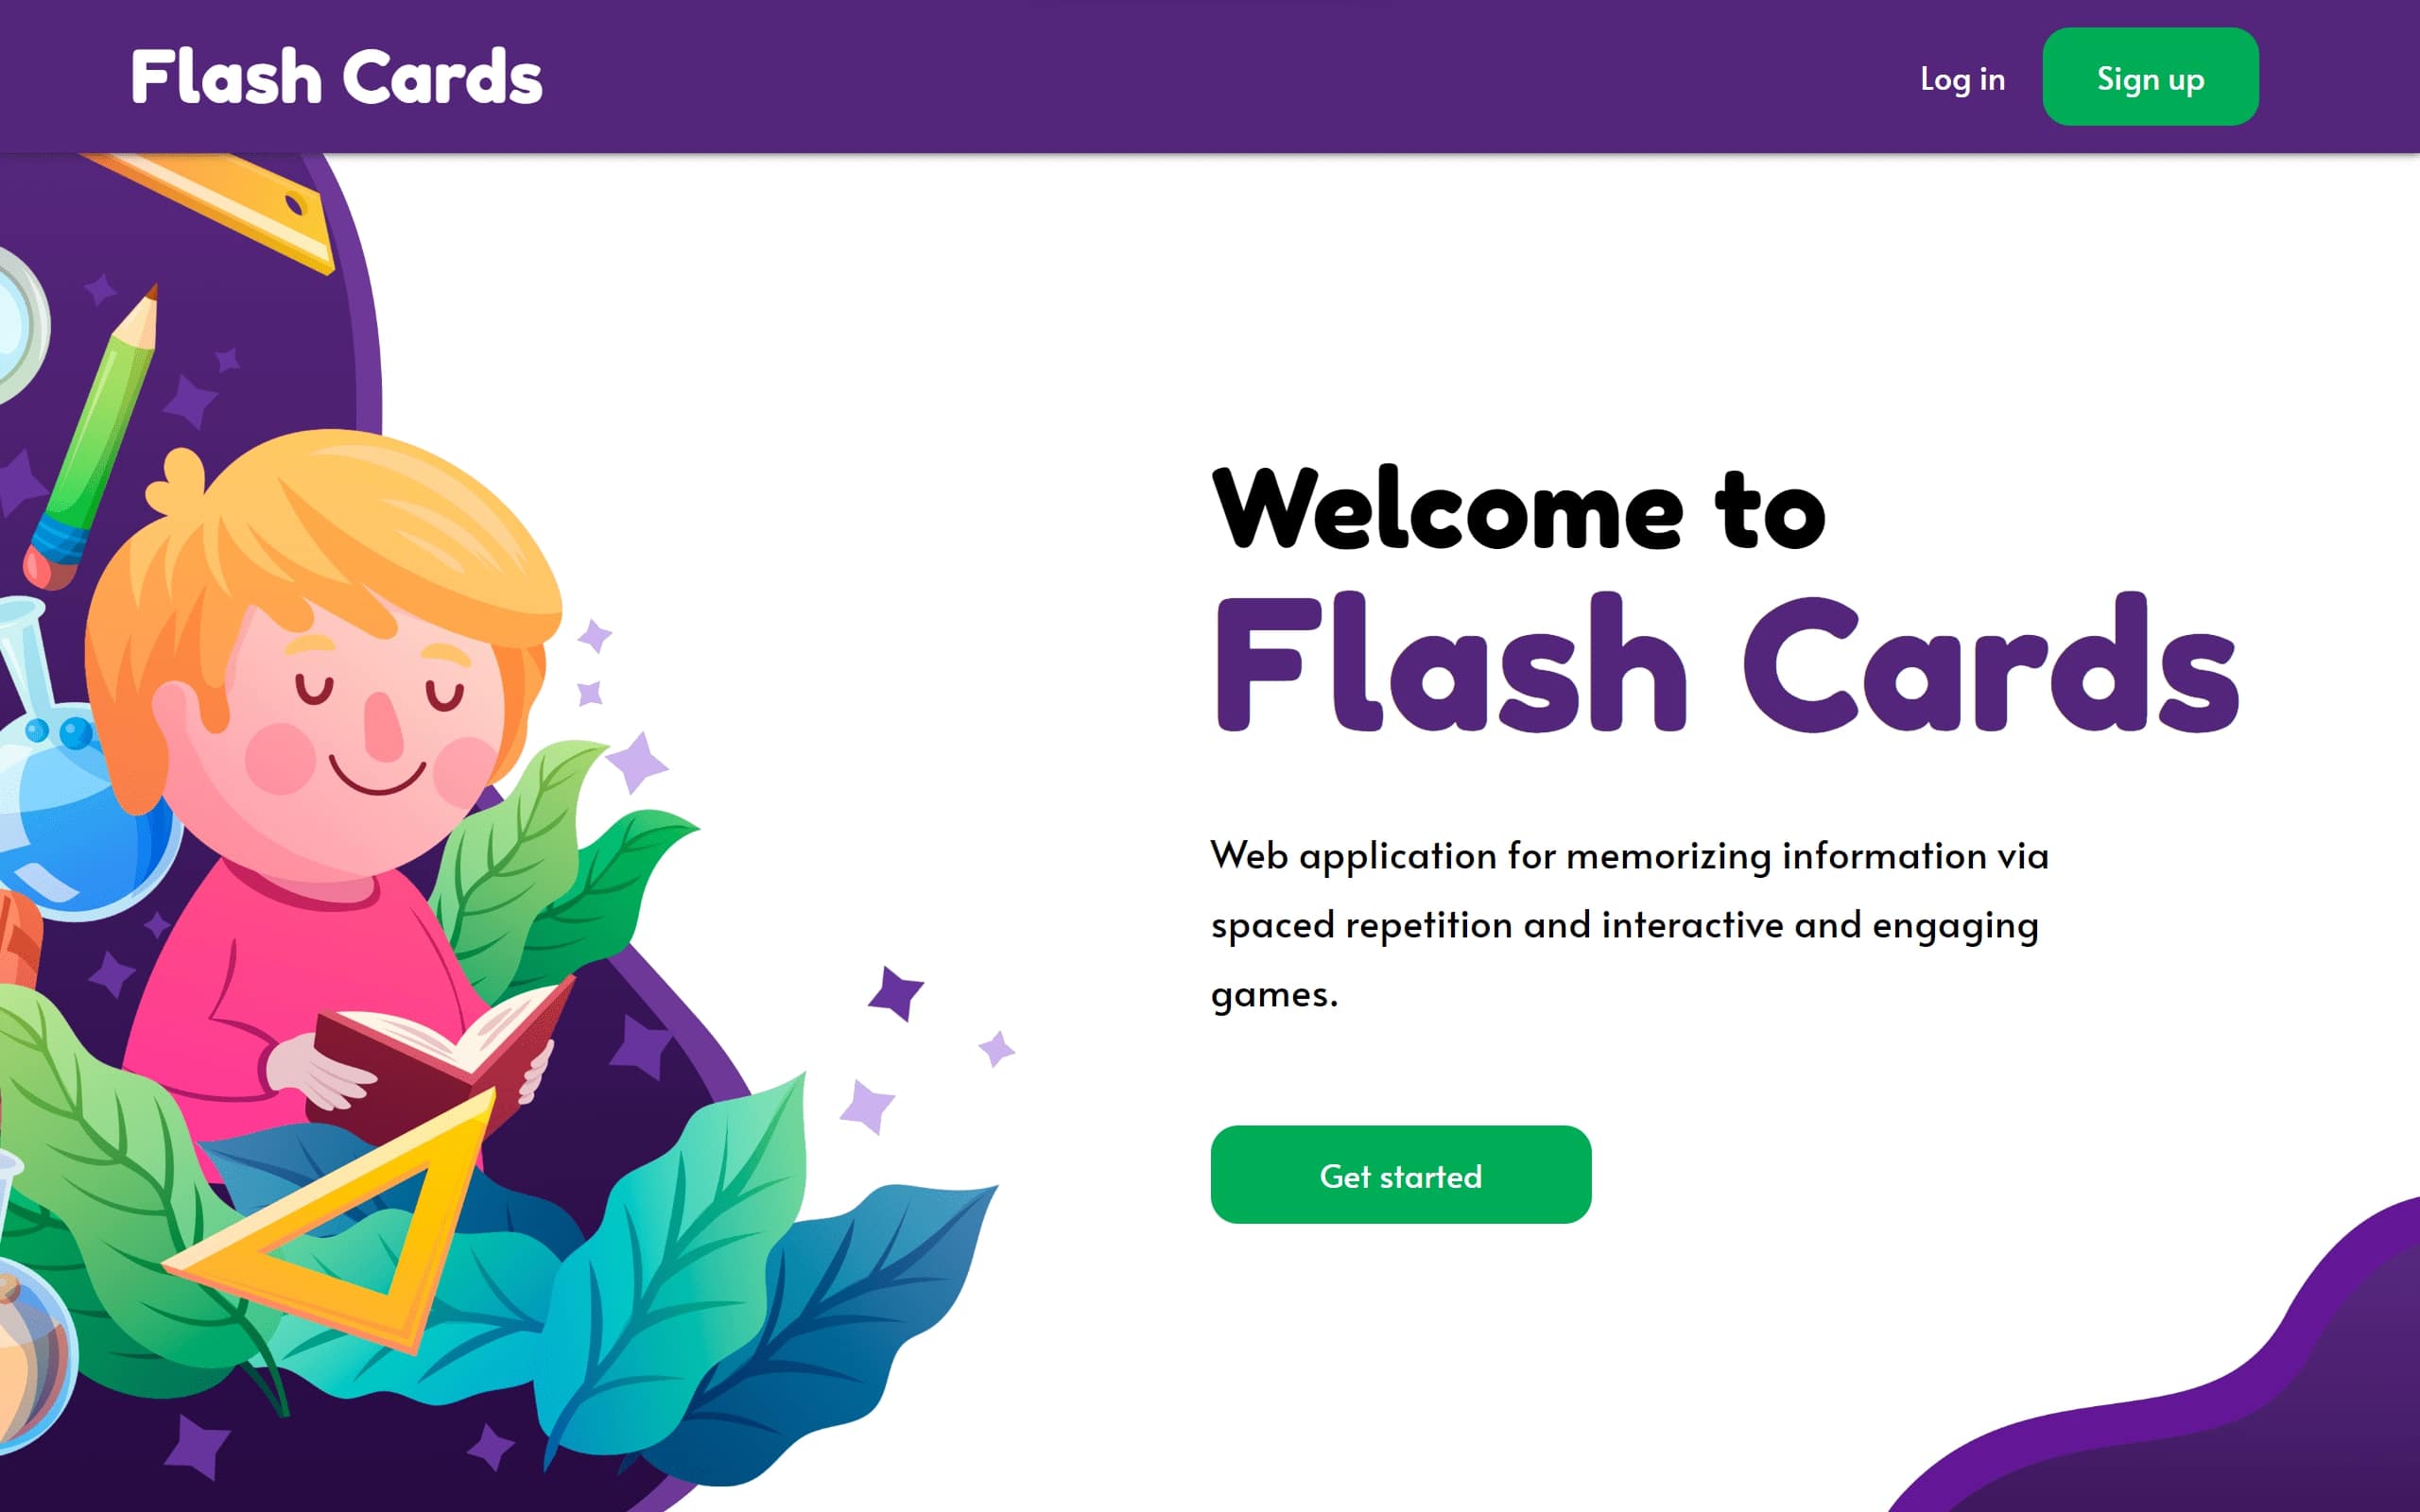 Flash Cards
Log in
Sign up
Welcome to
Flash Cards
Web application for memorizing information via
spaced repetition and interactive and engaging
games.
Get started